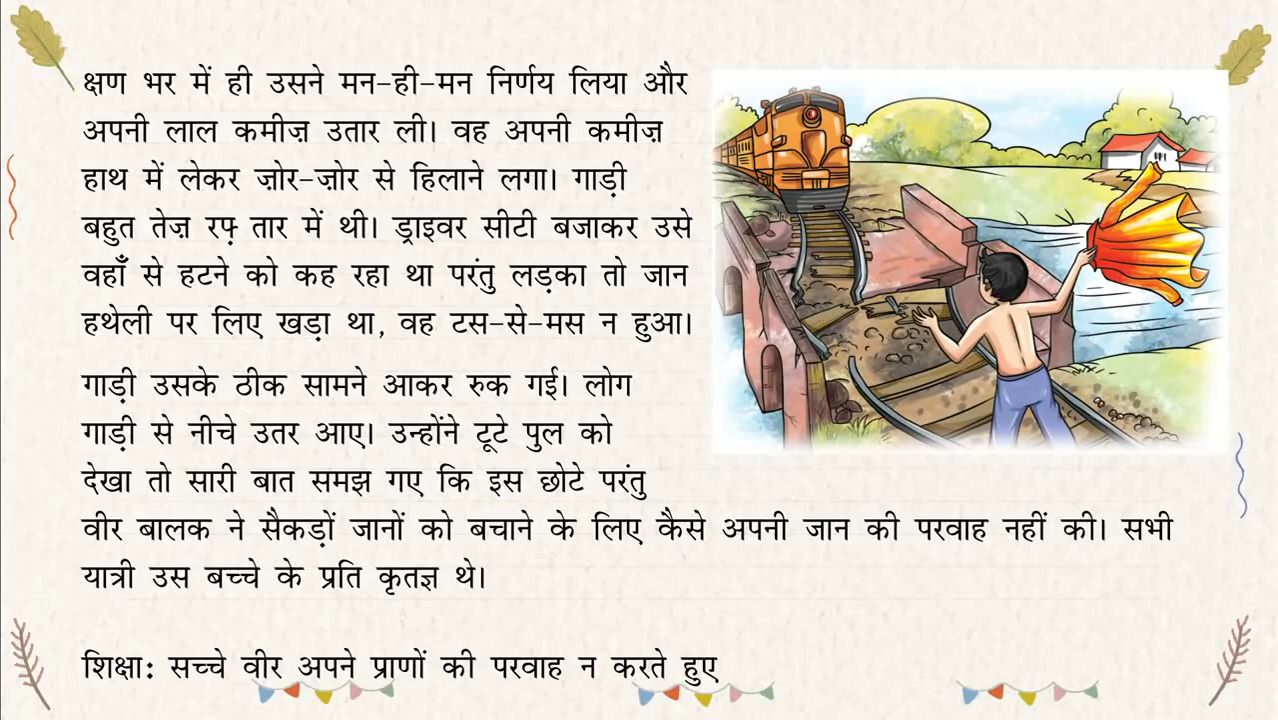 क्षण भर में ही उसने मन-ही-मन निर्णय लिया और
अपनी लाल कमीज़ उतार ली। वह अपनी कमीज़
हाथ में लेकर ज़ोर-ज़ोर से हिलाने लगा। गाड़ी
बहुत तेज़ रफ़् तार में थी। ड्राइवर सीटी बजाकर उसे
वहाँ से हटने को कह रहा था परंतु लड़का तो जान
हथेली पर लिए खड़ा था, वह टस-से-मस न हुआ।
गाड़ी उसके ठीक सामने आकर रुक गई। लोग
गाड़ी से नीचे उतर आए। उन्होंने टूटे पुल को
देखा तो सारी बात समझ गए कि इस छोटे परंतु
वीर बालक ने सैकड़ों जानों को बचाने के लिए कैसे अपनी जान की परवाह नहीं की। सभी
यात्री उस बच्चे के प्रति कृतज्ञ थे।
शिक्षा: सच्चे वीर अपने प्राणों की परवाह न करते हुए